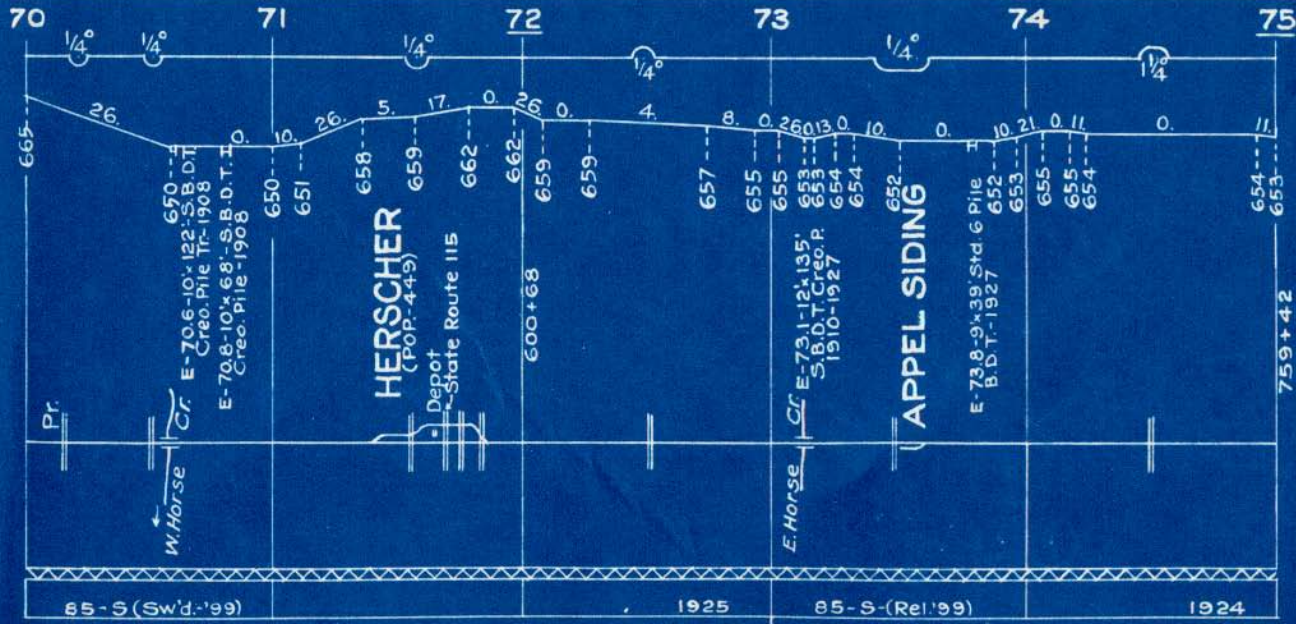 70 71 72 73 74 75
1/4° 1/4° 1/4° 1/4° 1/4° 1/4°
26. 0. 10. 26. 5. 17. 0. 26. 0. 4. 8. 0. 26. 0. 13. 0. 10. 0. 10. 21. 0. 11. 0. 11.
665 650 650 651 658 659 662 662 659 659 657 655 655 653 653 654 654 652 652 653 655 655 654 654 653
E-70.6-10'x122'-S.B.D.T.
Creo. Pile Tr.-1908
E-70.8-10'x68'-S.B.D.T.
Creo. Pile-1908
HERSCHER
(POP.-449)
Depot
State Route 115
600+68
E-73.1-12'x135'
S.B.D.T. Creo. P.
1910-1927
APPEL SIDING
E-73.8-9'x39' Std. 6 Pile
B.D.T.-1927
759+42
Pr.
W. Horse Cr.
E. Horse Cr.
85-S (Sw'd.-'99) 1925 85-S-(Rel.'99) 1924